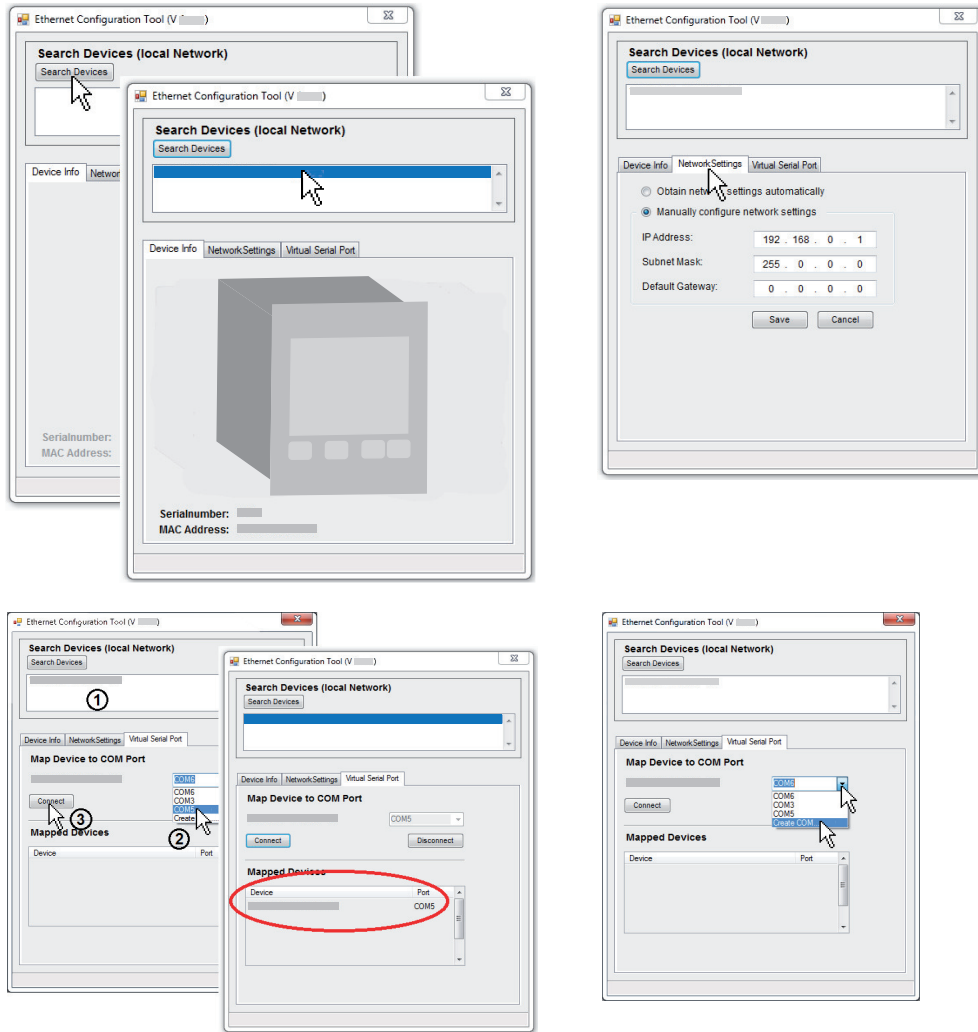 Ethernet Configuration Tool (V )
Search Devices (local Network)
Search Devices
Device Info Networ
Serialnumber:
MAC Address:
Ethernet Configuration Tool (V )
Search Devices (local Network)
Search Devices
Device Info NetworkSettings Virtual Serial Port
Serialnumber:
MAC Address:
Ethernet Configuration Tool (V )
Search Devices (local Network)
Search Devices
Device Info NetworkSettings Virtual Serial Port
Obtain network settings automatically
Manually configure network settings
IP Address: 192 . 168 . 0 . 1
Subnet Mask: 255 . 0 . 0 . 0
Default Gateway: 0 . 0 . 0 . 0
Save Cancel
Ethernet Configuration Tool (V )
Search Devices (local Network)
Search Devices
1
Device Info NetworkSettings Virtual Serial Port
Map Device to COM Port
COM6
COM6
COM3
COM5
Create
Connect
3
2
Mapped Devices
Device Port
Ethernet Configuration Tool (V )
Search Devices (local Network)
Search Devices
Device Info NetworkSettings Virtual Serial Port
Map Device to COM Port
COM5
Connect Disconnect
Mapped Devices
Device Port
COM5
Ethernet Configuration Tool (V )
Search Devices (local Network)
Search Devices
Device Info NetworkSettings Virtual Serial Port
Map Device to COM Port
COM6
COM6
COM3
COM5
Create COM
Connect
Mapped Devices
Device Port